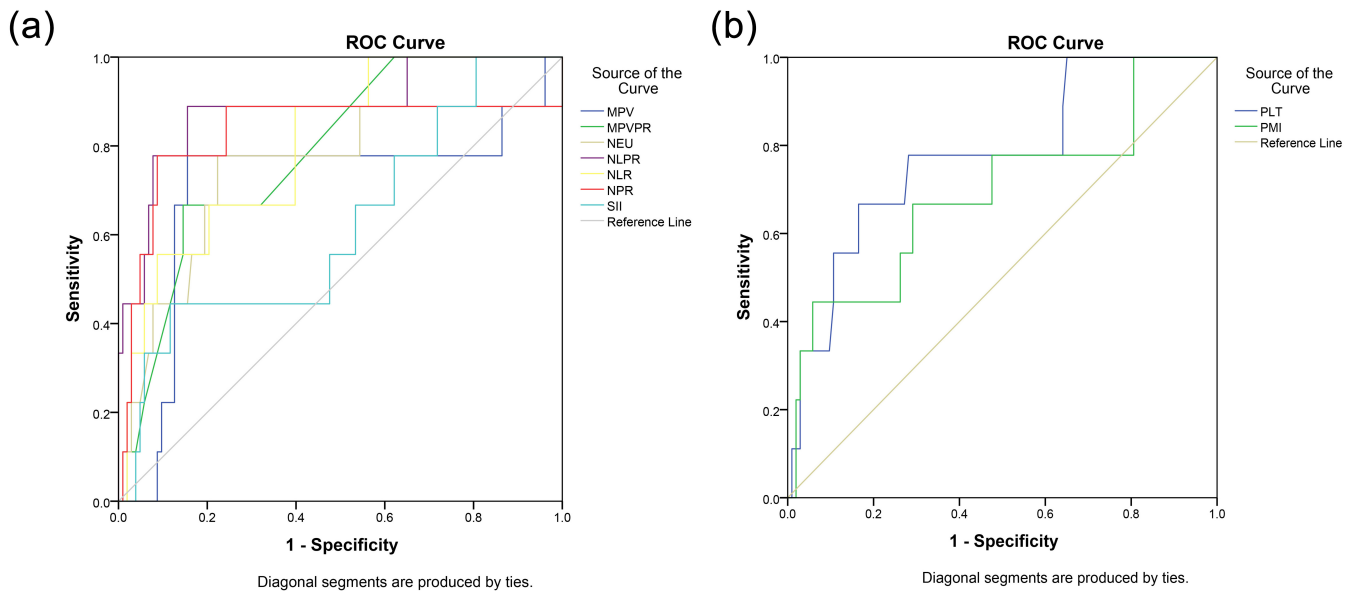 (a)
ROC Curve
Sensitivity
1.0
0.8
0.6
0.4
0.2
0.0
0.0 0.2 0.4 0.6 0.8 1.0
1 - Specificity
Diagonal segments are produced by ties.
Source of the
Curve
MPV
MPVPR
NEU
NLPR
NLR
NPR
SII
Reference Line
(b)
ROC Curve
Sensitivity
1.0
0.8
0.6
0.4
0.2
0.0
0.0 0.2 0.4 0.6 0.8 1.0
1 - Specificity
Diagonal segments are produced by ties.
Source of the
Curve
PLT
PMI
Reference Line